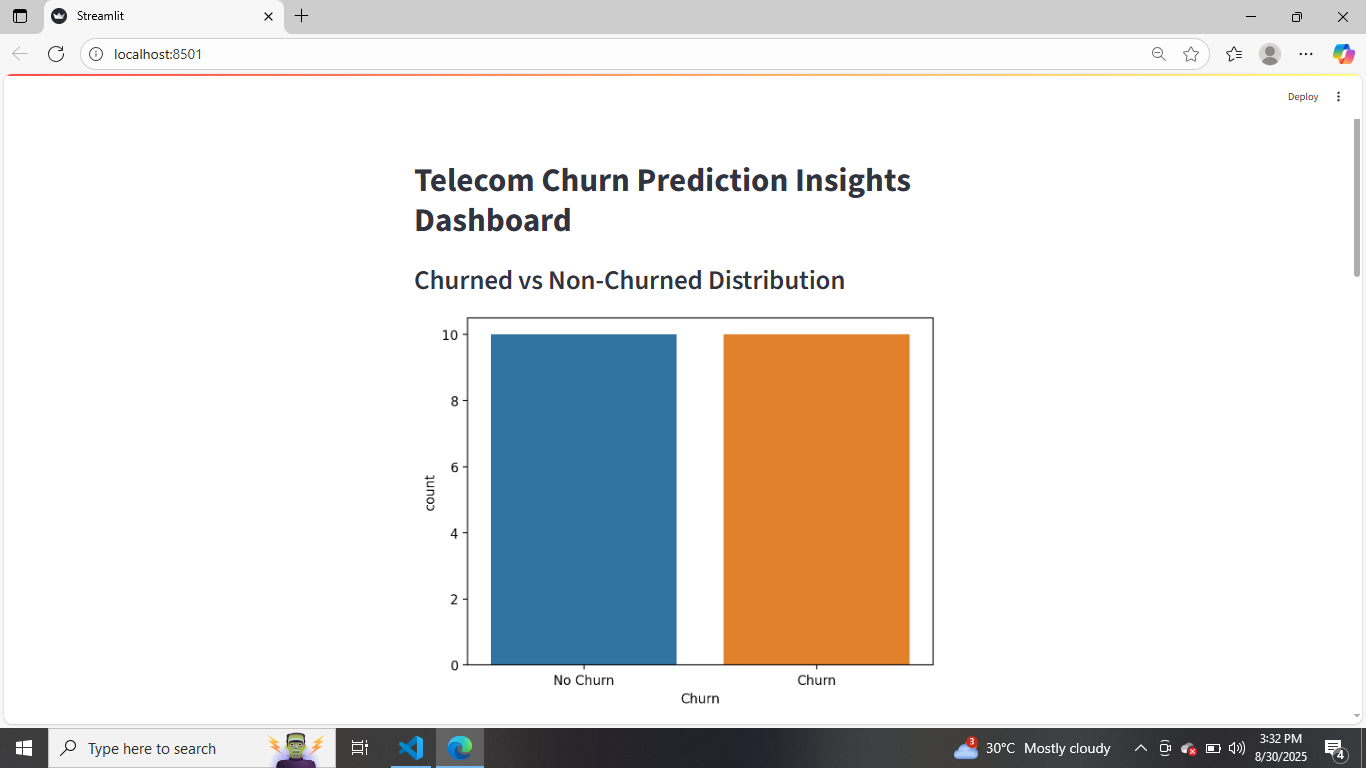 Streamlit
localhost:8501
Deploy
Telecom Churn Prediction Insights
Dashboard
Churned vs Non-Churned Distribution
10
8
6
4
2
0
count
No Churn
Churn
Churn
Type here to search
3
30°C Mostly cloudy
3:32 PM
8/30/2025
4